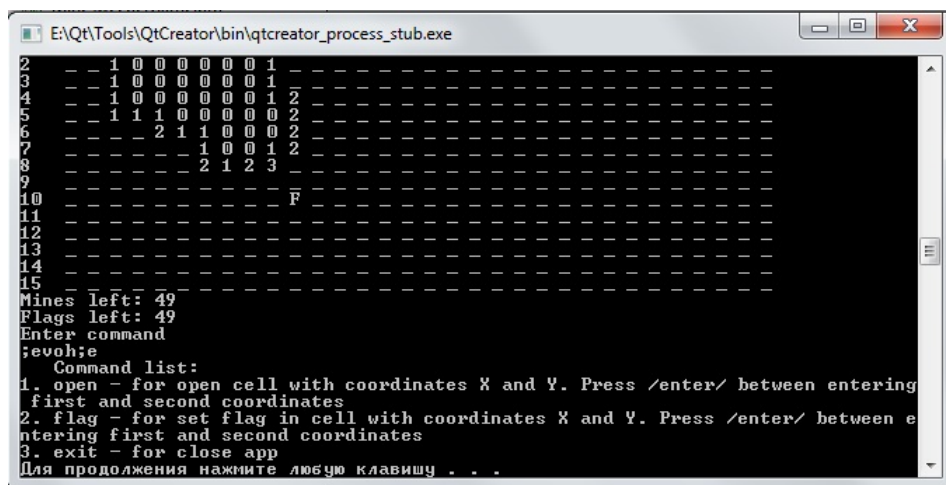 E:\Qt\Tools\QtCreator\bin\qtcreator_process_stub.exe
2 _ _ 1 0 0 0 0 0 0 1 _ _ _ _ _ _ _ _ _ _ _ _ _ _ _ _ _ _ _ _ _ _
3 _ _ 1 0 0 0 0 0 0 1 _ _ _ _ _ _ _ _ _ _ _ _ _ _ _ _ _ _ _ _ _ _
4 _ _ 1 0 0 0 0 0 0 1 2 _ _ _ _ _ _ _ _ _ _ _ _ _ _ _ _ _ _ _ _ _
5 _ _ 1 1 1 0 0 0 0 0 2 _ _ _ _ _ _ _ _ _ _ _ _ _ _ _ _ _ _ _ _ _
6 _ _ _ _ 2 1 1 0 0 0 2 _ _ _ _ _ _ _ _ _ _ _ _ _ _ _ _ _ _ _ _ _
7 _ _ _ _ _ _ 1 0 0 1 2 _ _ _ _ _ _ _ _ _ _ _ _ _ _ _ _ _ _ _ _ _
8 _ _ _ _ _ _ 2 1 2 3 _ _ _ _ _ _ _ _ _ _ _ _ _ _ _ _ _ _ _ _ _ _
9 _ _ _ _ _ _ _ _ _ _ _ _ _ _ _ _ _ _ _ _ _ _ _ _ _ _ _ _ _ _ _ _
10 _ _ _ _ _ _ _ _ _ _ F _ _ _ _ _ _ _ _ _ _ _ _ _ _ _ _ _ _ _ _ _
11 _ _ _ _ _ _ _ _ _ _ _ _ _ _ _ _ _ _ _ _ _ _ _ _ _ _ _ _ _ _ _ _
12 _ _ _ _ _ _ _ _ _ _ _ _ _ _ _ _ _ _ _ _ _ _ _ _ _ _ _ _ _ _ _ _
13 _ _ _ _ _ _ _ _ _ _ _ _ _ _ _ _ _ _ _ _ _ _ _ _ _ _ _ _ _ _ _ _
14 _ _ _ _ _ _ _ _ _ _ _ _ _ _ _ _ _ _ _ _ _ _ _ _ _ _ _ _ _ _ _ _
15 _ _ _ _ _ _ _ _ _ _ _ _ _ _ _ _ _ _ _ _ _ _ _ _ _ _ _ _ _ _ _ _
Mines left: 49
Flags left: 49
Enter command
;evoh;e
Command list:
1. open - for open cell with coordinates X and Y. Press /enter/ between entering
first and second coordinates
2. flag - for set flag in cell with coordinates X and Y. Press /enter/ between e
ntering first and second coordinates
3. exit - for close app
Для продолжения нажмите любую клавишу . . .